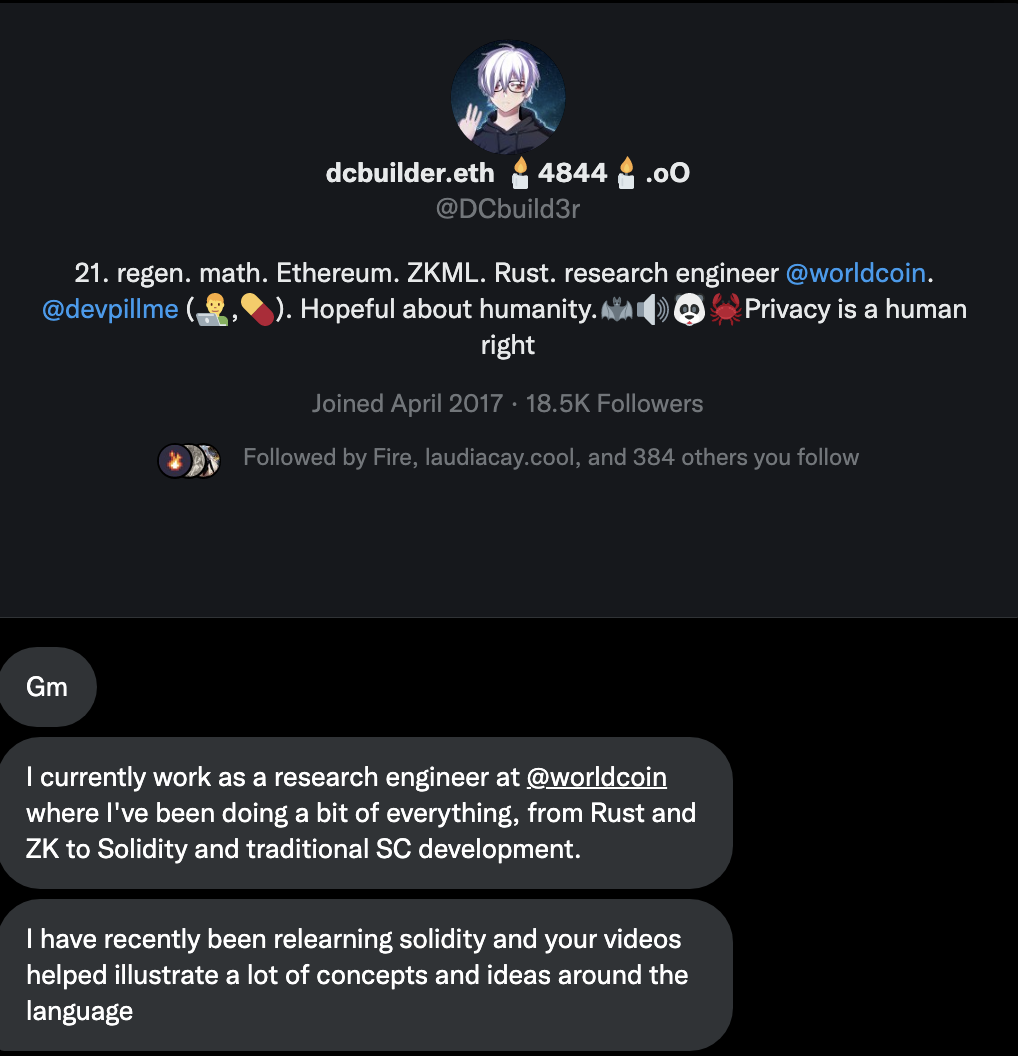 dcbuilder.eth 🕯️4844🕯️.oO
@DCbuild3r
21. regen. math. Ethereum. ZKML. Rust. research engineer @worldcoin.
@devpillme (👨‍💻,💊). Hopeful about humanity.🦇🔊🐼🦀Privacy is a human
right
Joined April 2017 · 18.5K Followers
Followed by Fire, laudiacay.cool, and 384 others you follow
Gm
I currently work as a research engineer at @worldcoin
where I've been doing a bit of everything, from Rust and
ZK to Solidity and traditional SC development.
I have recently been relearning solidity and your videos
helped illustrate a lot of concepts and ideas around the
language